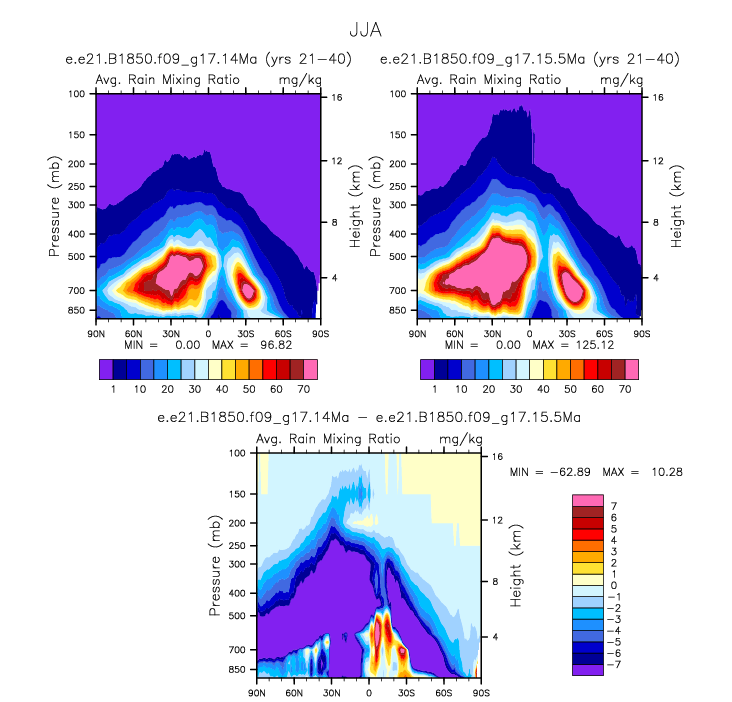 JJA
e.e21.B1850.f09_g17.14Ma (yrs 21-40)
Avg. Rain Mixing Ratio mg/kg
Pressure (mb)
100
150
200
250
300
400
500
700
850
16
12
8
4
Height (km)
90N 60N 30N 0 30S 60S 90S
MIN = 0.00 MAX = 96.82
1 10 20 30 40 50 60 70
e.e21.B1850.f09_g17.15.5Ma (yrs 21-40)
Avg. Rain Mixing Ratio mg/kg
Pressure (mb)
100
150
200
250
300
400
500
700
850
16
12
8
4
Height (km)
90N 60N 30N 0 30S 60S 90S
MIN = 0.00 MAX = 125.12
1 10 20 30 40 50 60 70
e.e21.B1850.f09_g17.14Ma - e.e21.B1850.f09_g17.15.5Ma
Avg. Rain Mixing Ratio mg/kg
Pressure (mb)
100
150
200
250
300
400
500
700
850
16
12
8
4
Height (km)
90N 60N 30N 0 30S 60S 90S
MIN = -62.89 MAX = 10.28
7
6
5
4
3
2
1
0
-1
-2
-3
-4
-5
-6
-7